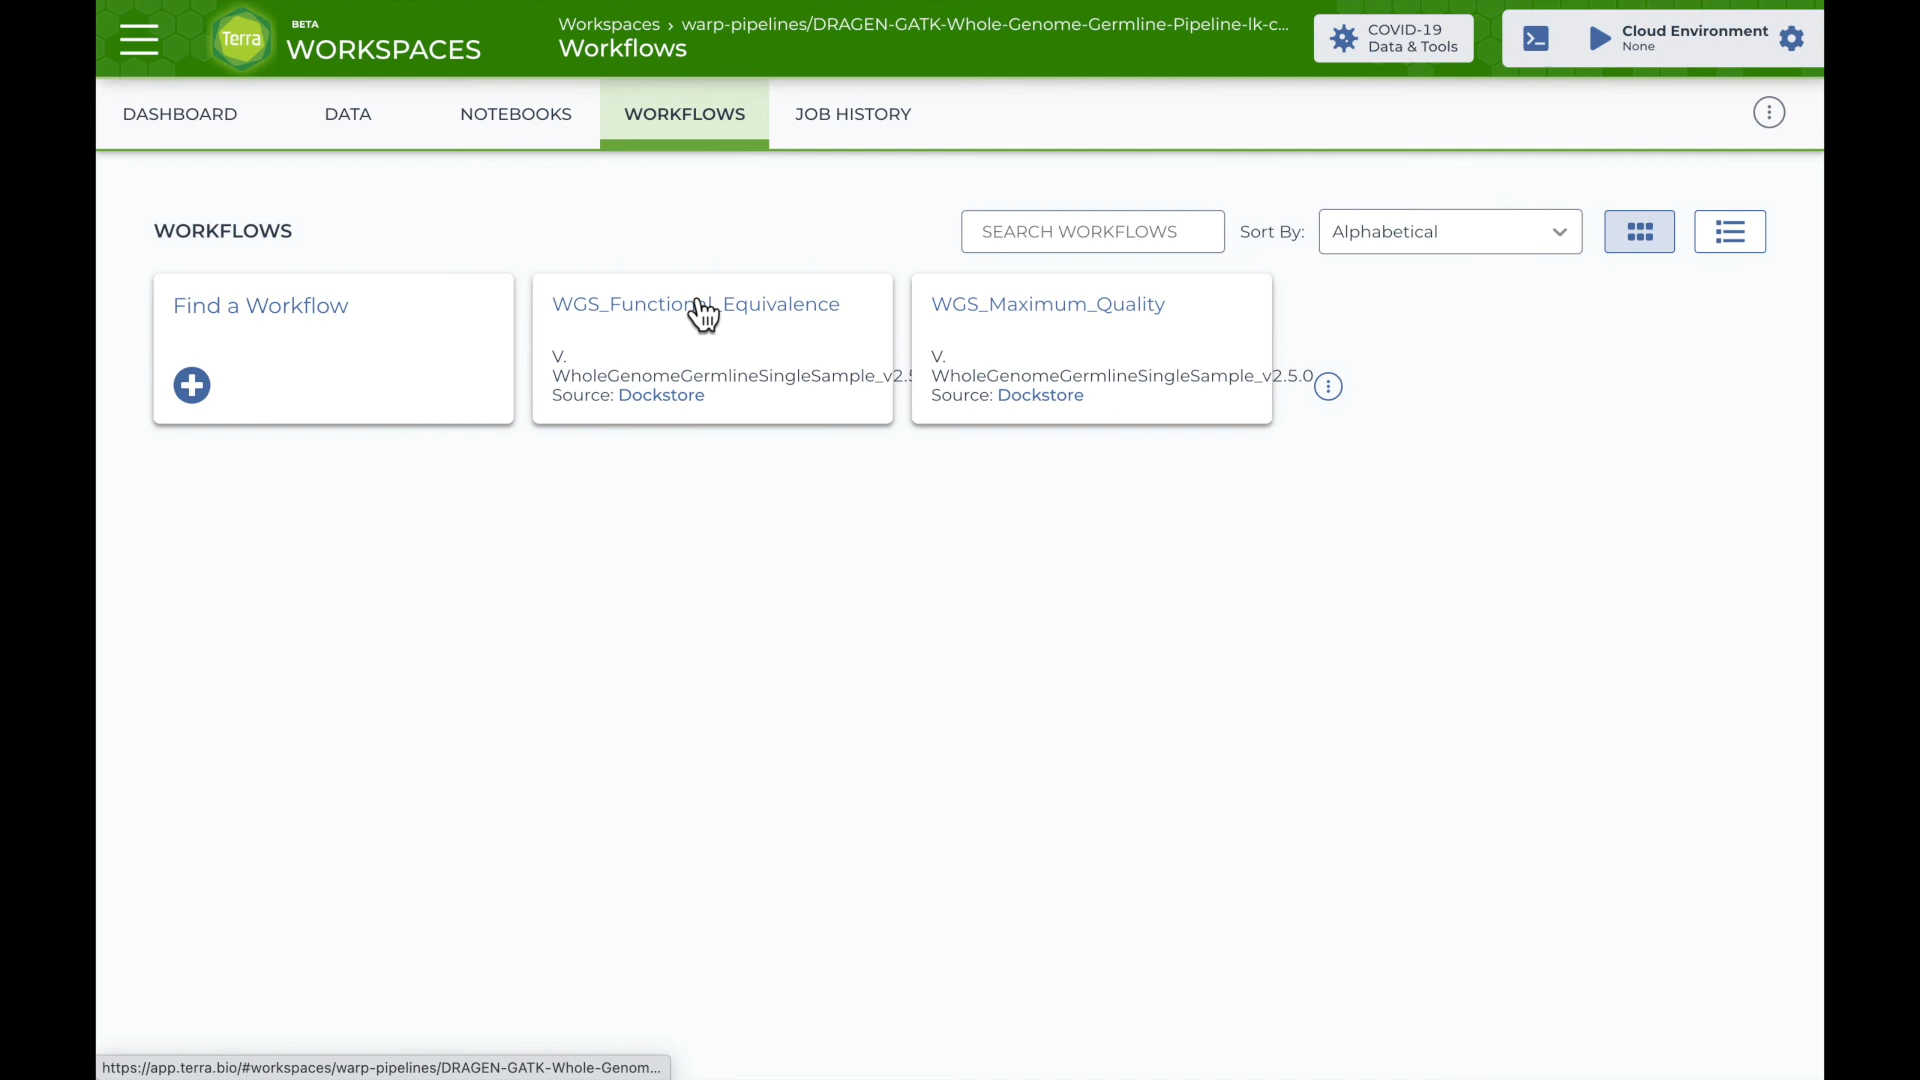 Terra
BETA
WORKSPACES
Workspaces › warp-pipelines/DRAGEN-GATK-Whole-Genome-Germline-Pipeline-lk-c...
Workflows
COVID-19
Data & Tools
Cloud Environment
None
DASHBOARD
DATA
NOTEBOOKS
WORKFLOWS
JOB HISTORY
WORKFLOWS
SEARCH WORKFLOWS
Sort By:
Alphabetical
Find a Workflow
WGS_Functional_Equivalence
V.
WholeGenomeGermlineSingleSample_v2.5
Source: Dockstore
WGS_Maximum_Quality
V.
WholeGenomeGermlineSingleSample_v2.5.0
Source: Dockstore
https://app.terra.bio/#workspaces/warp-pipelines/DRAGEN-GATK-Whole-Genom...